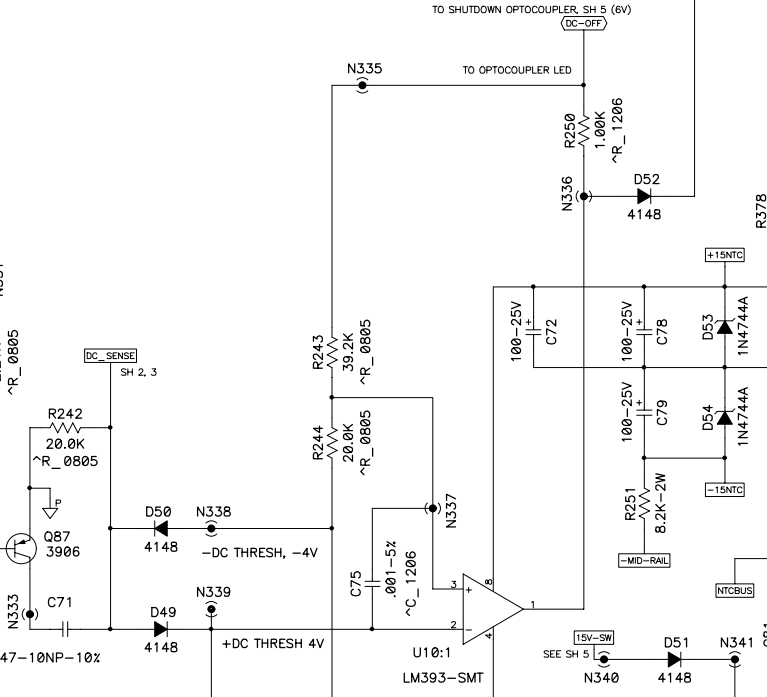 TO SHUTDOWN OPTOCOUPLER, SH 5 (6V)
DC-OFF
N335
TO OPTOCOUPLER LED
R250
1.00K
^R_1206
N336
D52
4148
R378
+15NTC
^R_0805
DC_SENSE
SH 2, 3
R243
39.2K
^R_0805
100-25V
+
C72
100-25V
+
C78
D53
1N4744A
R242
20.0K
^R_0805
R244
20.0K
^R_0805
100-25V
+
C79
D54
1N4744A
P
N337
-15NTC
D50
4148
N338
-DC THRESH, -4V
R251
8.2K-2W
Q87
3906
C75
.001-5%
^C_1206
-MID-RAIL
N333
C71
D49
4148
N339
+DC THRESH 4V
3
+
8
1
2
-
4
NTCBUS
U10:1
LM393-SMT
15V-SW
SEE SH 5
N340
D51
4148
N341
47-10NP-10%